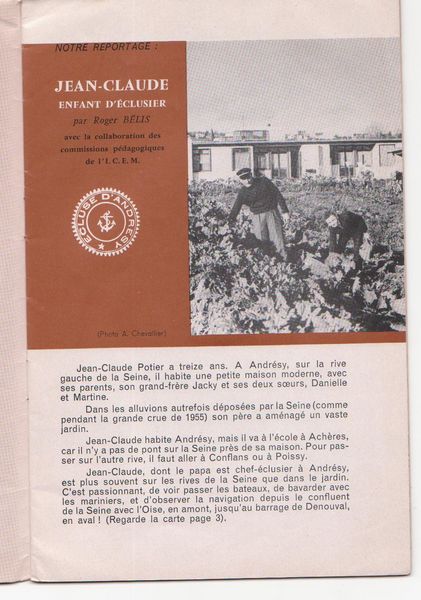 NOTRE REPORTAGE :
JEAN-CLAUDE
ENFANT D'ÉCLUSIER
par Roger BÉLIS
avec la collaboration des
commissions pédagogiques
de l'I.C.E.M.
ECLUSE D'ANDRESY
(Photo A. Chevallier)
Jean-Claude Potier a treize ans. A Andrésy, sur la rive
gauche de la Seine, il habite une petite maison moderne, avec
ses parents, son grand-frère Jacky et ses deux sœurs, Danielle
et Martine.
Dans les alluvions autrefois déposées par la Seine (comme
pendant la grande crue de 1955) son père a aménagé un vaste
jardin.
Jean-Claude habite Andrésy, mais il va à l'école à Achères,
car il n'y a pas de pont sur la Seine près de sa maison. Pour pas-
ser sur l'autre rive, il faut aller à Conflans ou à Poissy.
Jean-Claude, dont le papa est chef-éclusier à Andrésy,
est plus souvent sur les rives de la Seine que dans le jardin.
C'est passionnant, de voir passer les bateaux, de bavarder avec
les mariniers, et d'observer la navigation depuis le confluent
de la Seine avec l'Oise, en amont, jusqu'au barrage de Denouval,
en aval ! (Regarde la carte page 3).